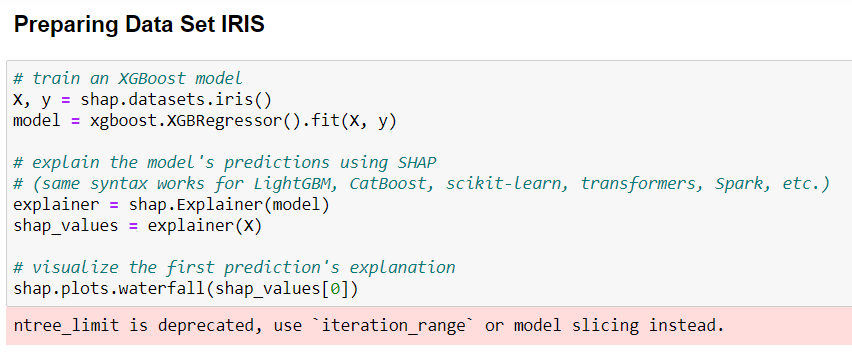 Preparing Data Set IRIS
# train an XGBoost model
X, y = shap.datasets.iris()
model = xgboost.XGBRegressor().fit(X, y)
# explain the model's predictions using SHAP
# (same syntax works for LightGBM, CatBoost, scikit-learn, transformers, Spark, etc.)
explainer = shap.Explainer(model)
shap_values = explainer(X)
# visualize the first prediction's explanation
shap.plots.waterfall(shap_values[0])
ntree_limit is deprecated, use `iteration_range` or model slicing instead.